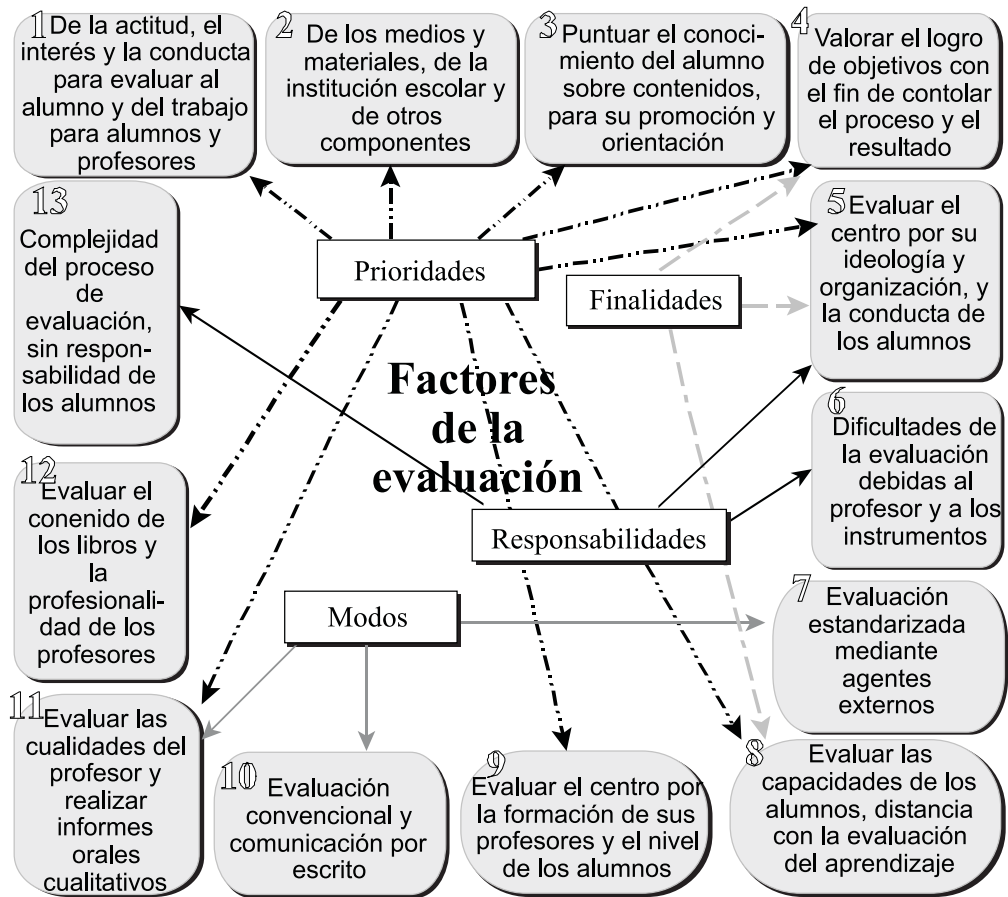 1 De la actitud, el
interés y la conducta
para evaluar al
alumno y del trabajo
para alumnos y
profesores
2
De los medios y
materiales, de la
institución escolar y
de otros
componentes
3 Puntuar el conoci-
miento del alumno
sobre contenidos,
para su promoción y
orientación
4
Valorar el logro
de objetivos con
el fin de contolar
el proceso y el
resultado
13
Complejidad
del proceso
de
evaluación,
sin respon-
sabilidad de
los alumnos
Prioridades
Finalidades
5 Evaluar el
centro por su
ideología y
organización, y
la conducta de
los alumnos
Factores
de la
evaluación
6
Dificultades de
la evaluación
debidas al
profesor y a los
instrumentos
12
Evaluar el
conenido de
los libros y
la
profesionali-
dad de los
profesores
Responsabilidades
Modos
7
Evaluación
estandarizada
mediante
agentes
externos
11 Evaluar las
cualidades del
profesor y
realizar
informes
orales
cualitativos
10
Evaluación
convencional y
comunicación por
escrito
9
Evaluar el centro por
la formación de sus
profesores y el nivel
de los alumnos
8 Evaluar las
capacidades de los
alumnos, distancia
con la evaluación
del aprendizaje